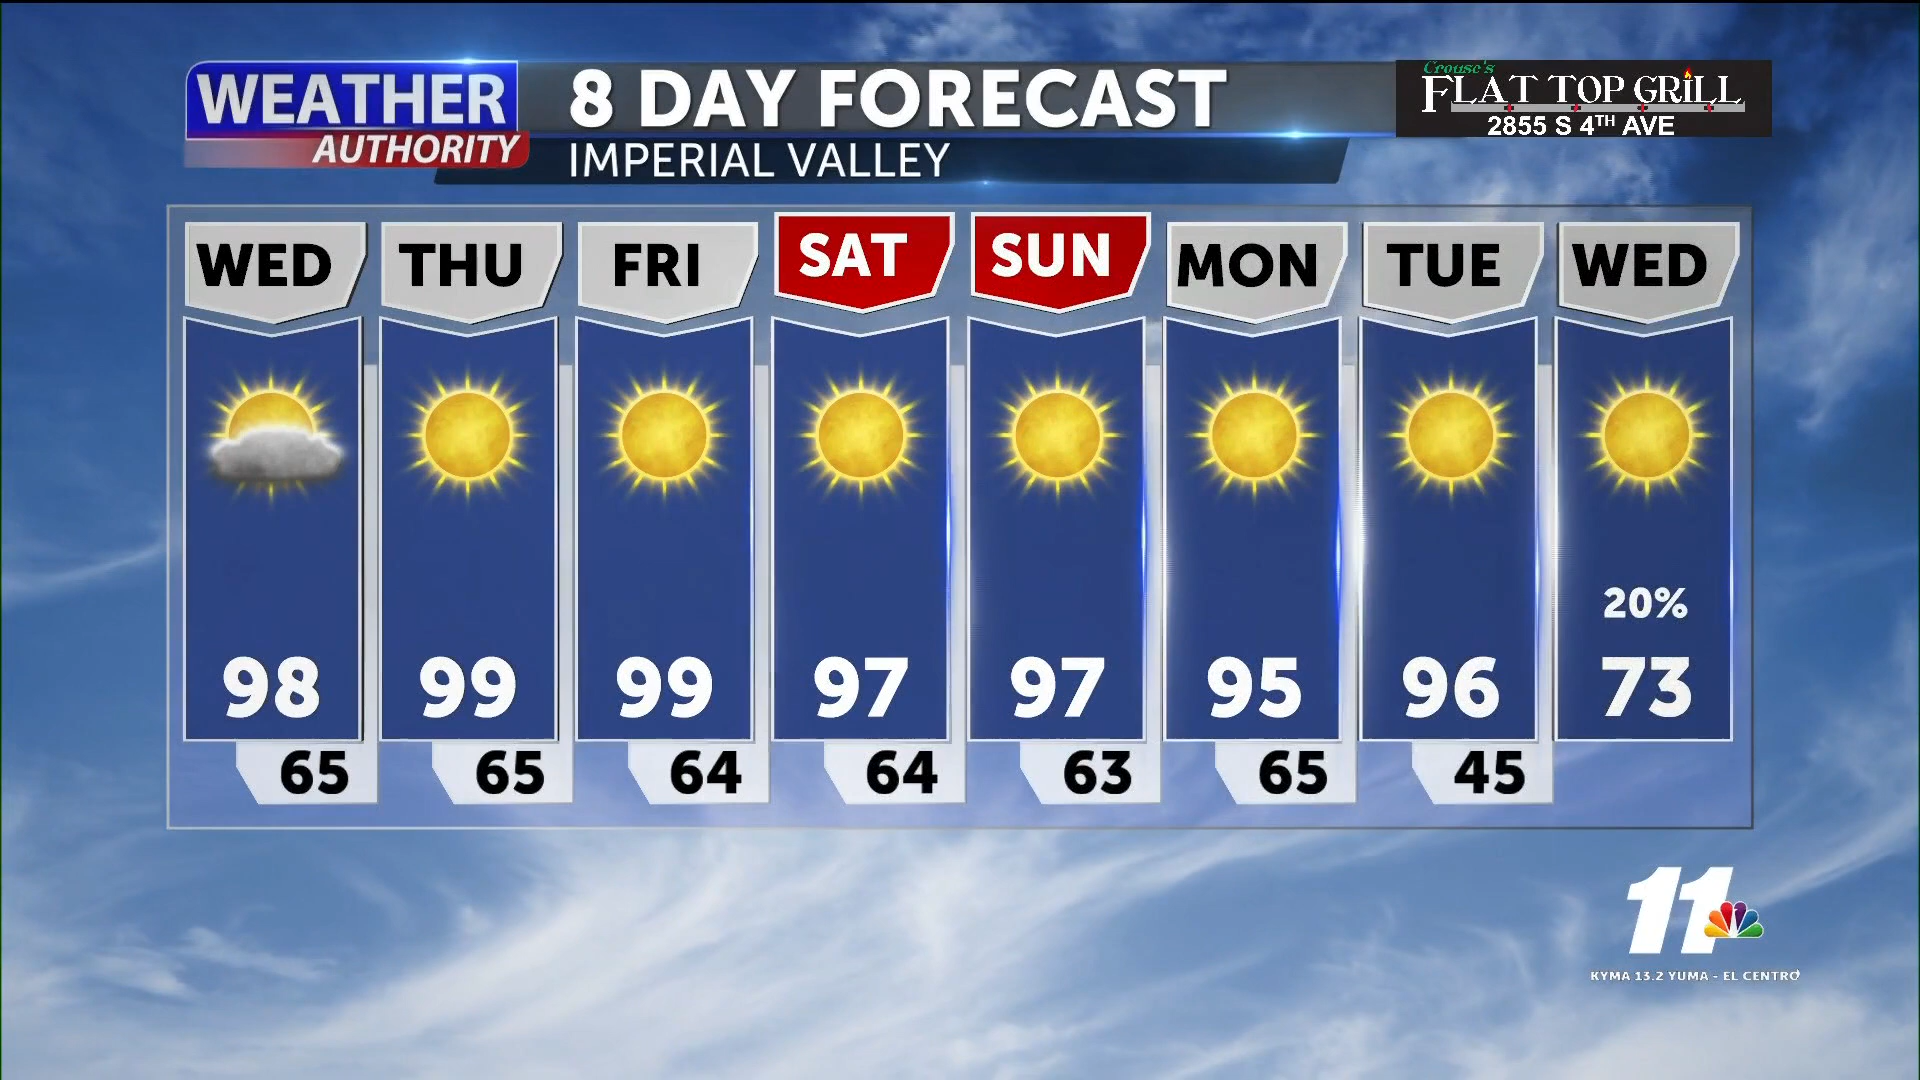 WEATHER
AUTHORITY
8 DAY FORECAST
IMPERIAL VALLEY
Crouse's
FLAT TOP GRILL
2855 S 4TH AVE
WED THU FRI SAT SUN MON TUE WED
20%
98 99 99 97 97 95 96 73
65 65 64 64 63 65 45
11
KYMA 13.2 YUMA - EL CENTRO